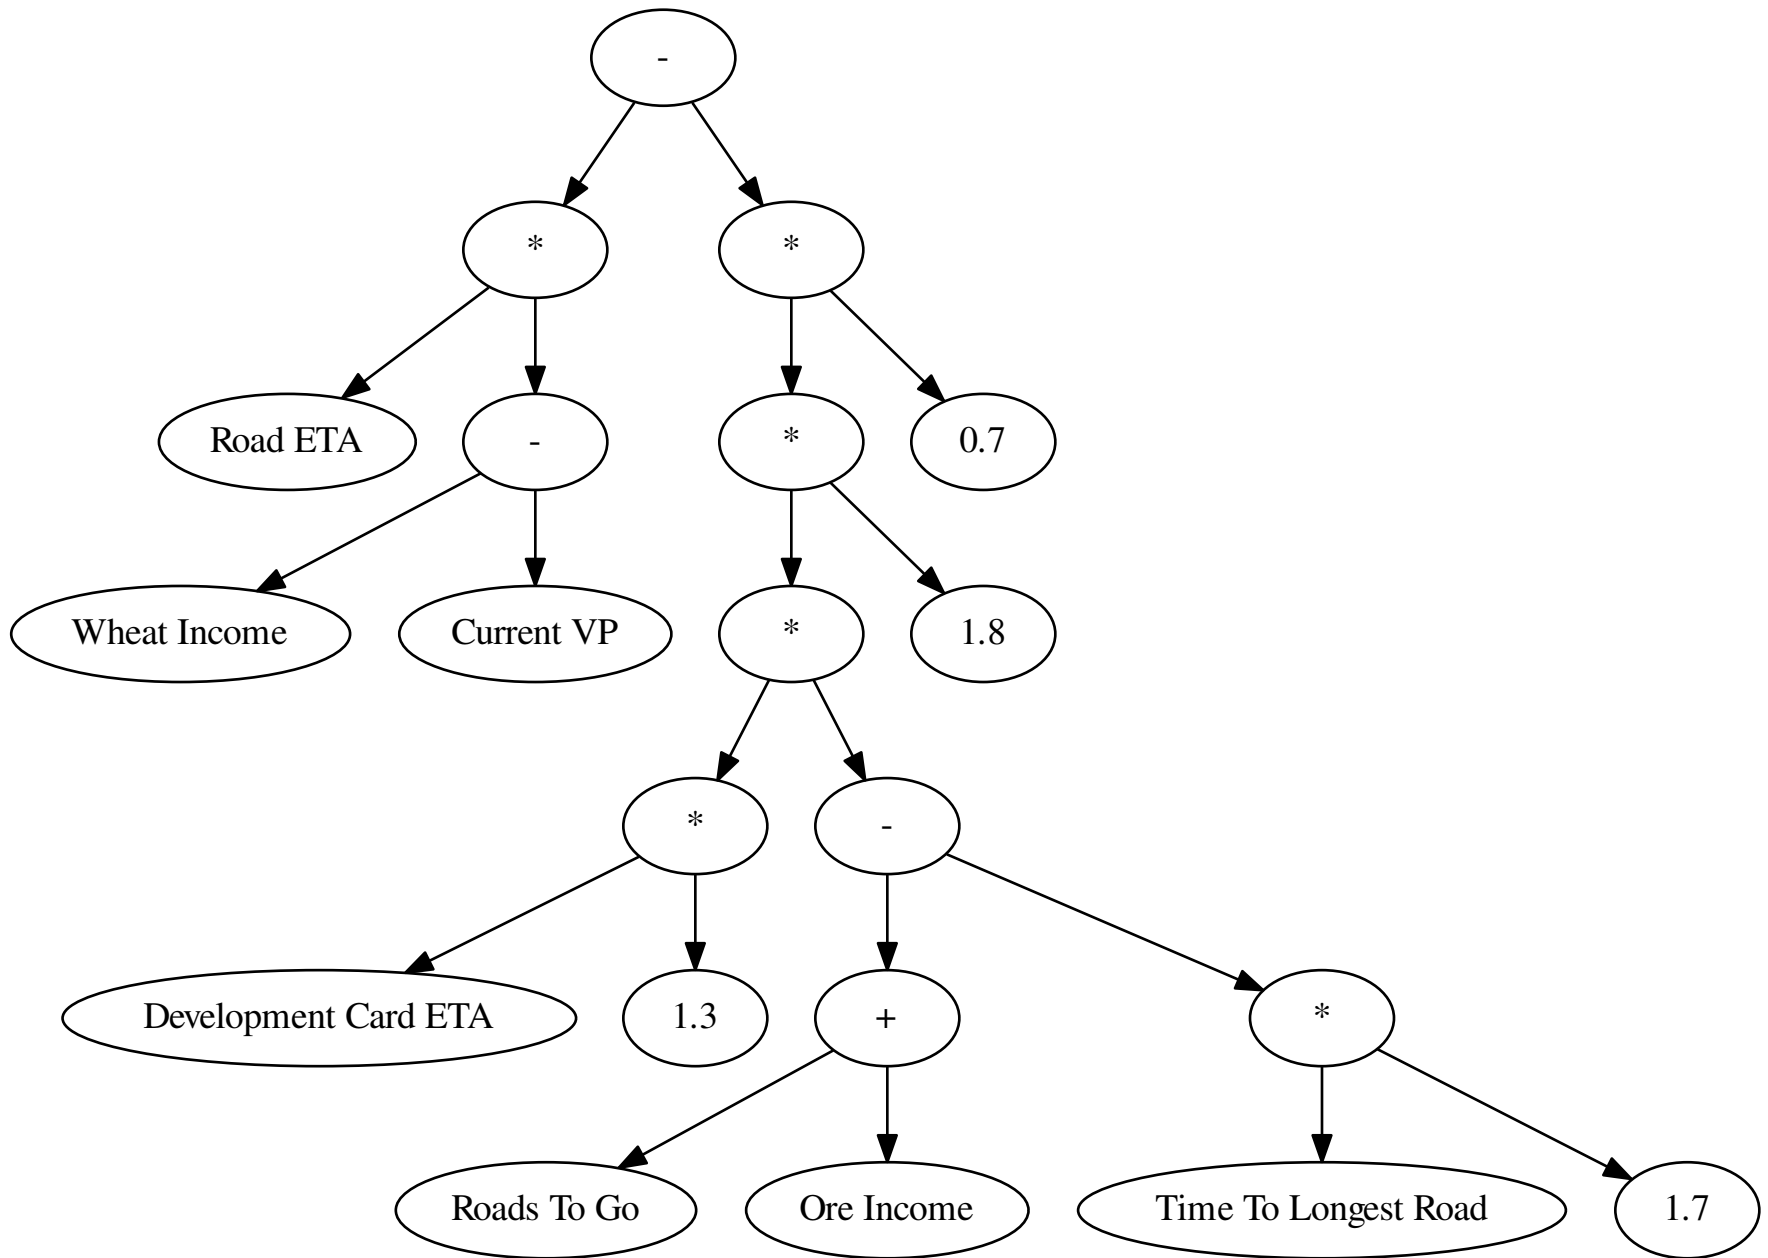 -
* *
Road ETA - * 0.7
Wheat Income Current VP * 1.8
* -
Development Card ETA 1.3 + *
Roads To Go Ore Income Time To Longest Road 1.7